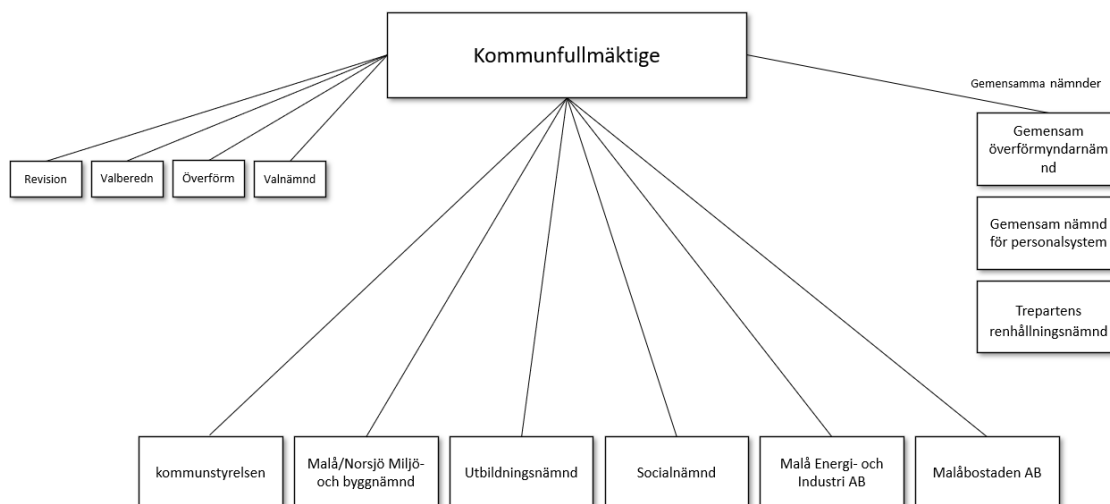 Kommunfullmäktige
Gemensamma nämnder
Revision
Valberedn
Överförm
Valnämnd
Gemensam
överförmyndarnäm
nd
Gemensam nämnd
för personalsystem
Trepartens
renhållningsnämnd
kommunstyrelsen
Malå/Norsjö Miljö-
och byggnämnd
Utbildningsnämnd
Socialnämnd
Malå Energi- och
Industri AB
Malåbostaden AB